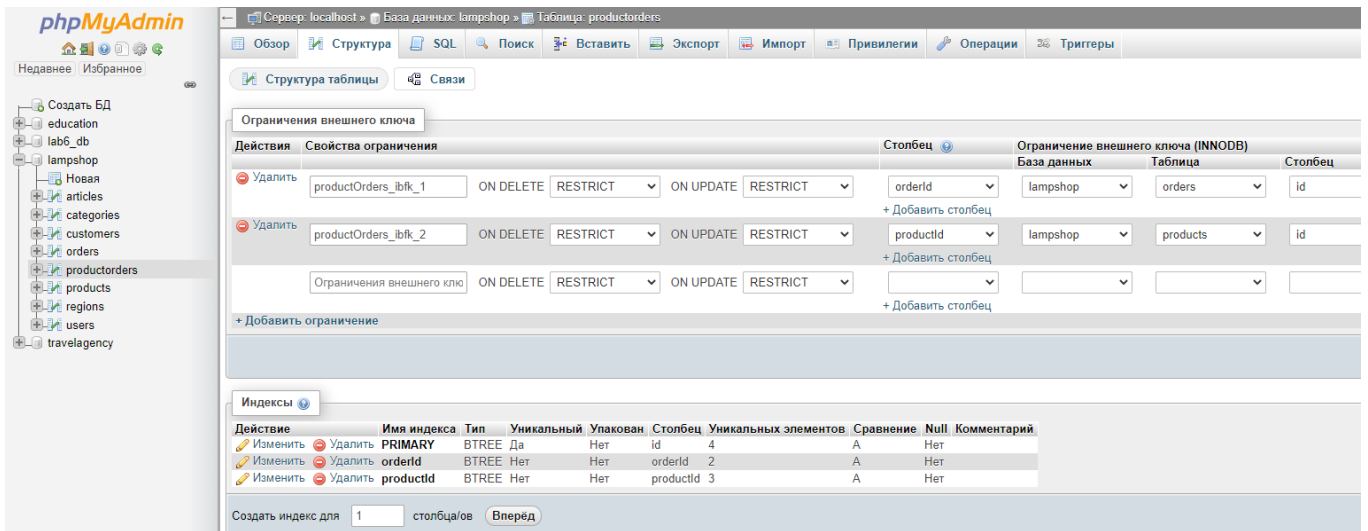 phpMyAdmin
Недавнее Избранное
Создать БД
education
lab6_db
lampshop
Новая
articles
categories
customers
orders
productorders
products
regions
users
travelagency
Сервер: localhost » База данных: lampshop » Таблица: productorders
Обзор Структура SQL Поиск Вставить Экспорт Импорт Привилегии Операции Триггеры
Структура таблицы Связи
Ограничения внешнего ключа
Действия Свойства ограничения Столбец Ограничение внешнего ключа (INNODB)
База данных Таблица Столбец
Удалить productOrders_ibfk_1 ON DELETE RESTRICT ON UPDATE RESTRICT orderId lampshop orders id
+ Добавить столбец
Удалить productOrders_ibfk_2 ON DELETE RESTRICT ON UPDATE RESTRICT productId lampshop products id
+ Добавить столбец
Ограничения внешнего клю ON DELETE RESTRICT ON UPDATE RESTRICT
+ Добавить столбец
+ Добавить ограничение
Индексы
Действие Имя индекса Тип Уникальный Упакован Столбец Уникальных элементов Сравнение Null Комментарий
Изменить Удалить PRIMARY BTREE Да Нет id 4 A Нет
Изменить Удалить orderId BTREE Нет Нет orderId 2 A Нет
Изменить Удалить productId BTREE Нет Нет productId 3 A Нет
Создать индекс для 1 столбца/ов Вперёд